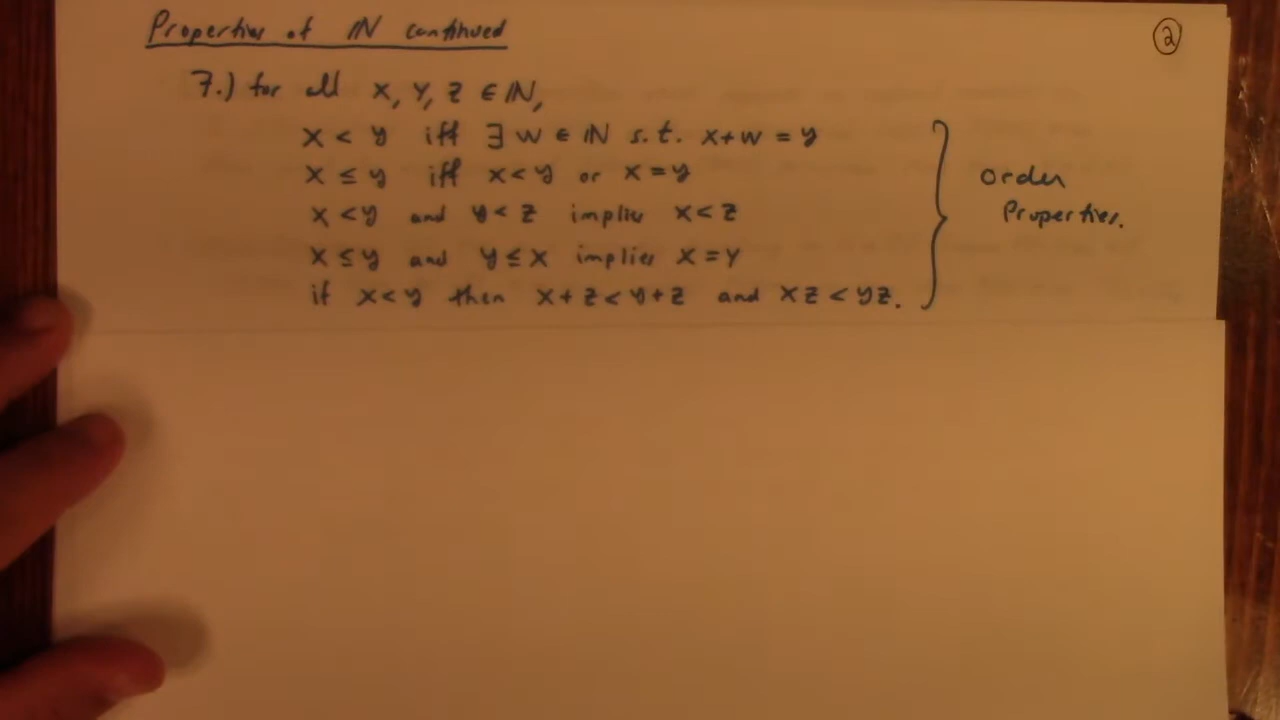 Properties of ℕ continued
2
7.) for all x, y, z ∈ ℕ,
x < y iff ∃ w ∈ ℕ s.t. x+w = y
x ≤ y iff x<y or x=y
x <y and y< z implies x< z
x ≤ y and y ≤ x implies x = y
if x<y then x+z<y+z and xz< yz.
Order
Properties.